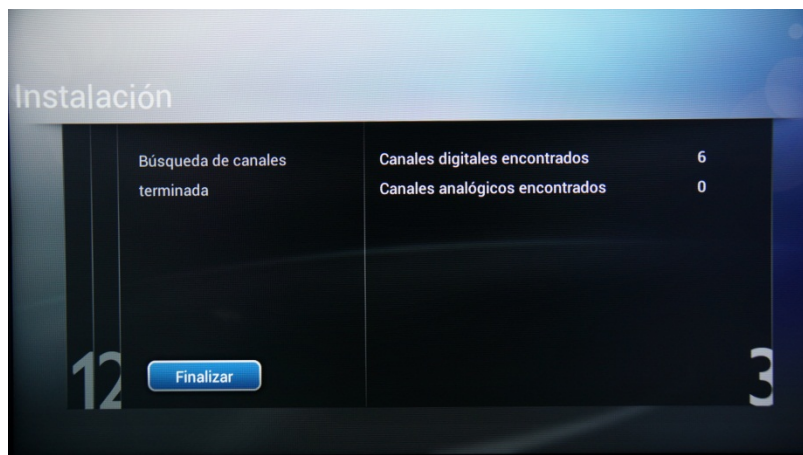 Instalación
Búsqueda de canales
terminada
Canales digitales encontrados 6
Canales analógicos encontrados 0
Finalizar
12
3